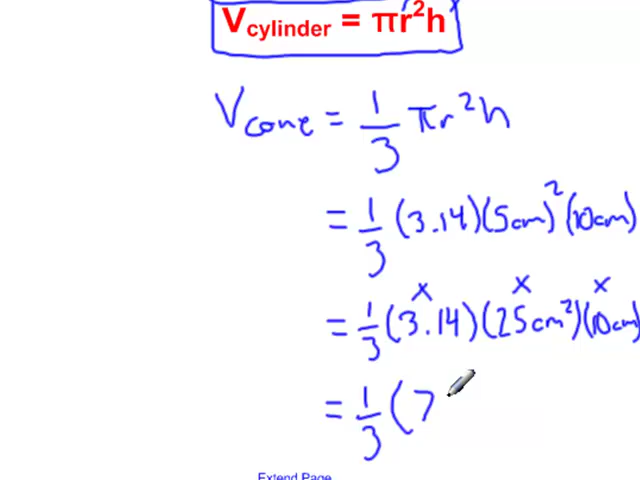 Vcylinder = πr²h
Vcone = 1/3 πr²h
= 1/3 (3.14)(5cm)²(10cm)
x x x
= 1/3 (3.14)(25cm²)(10cm)
= 1/3 (7
Extend Page